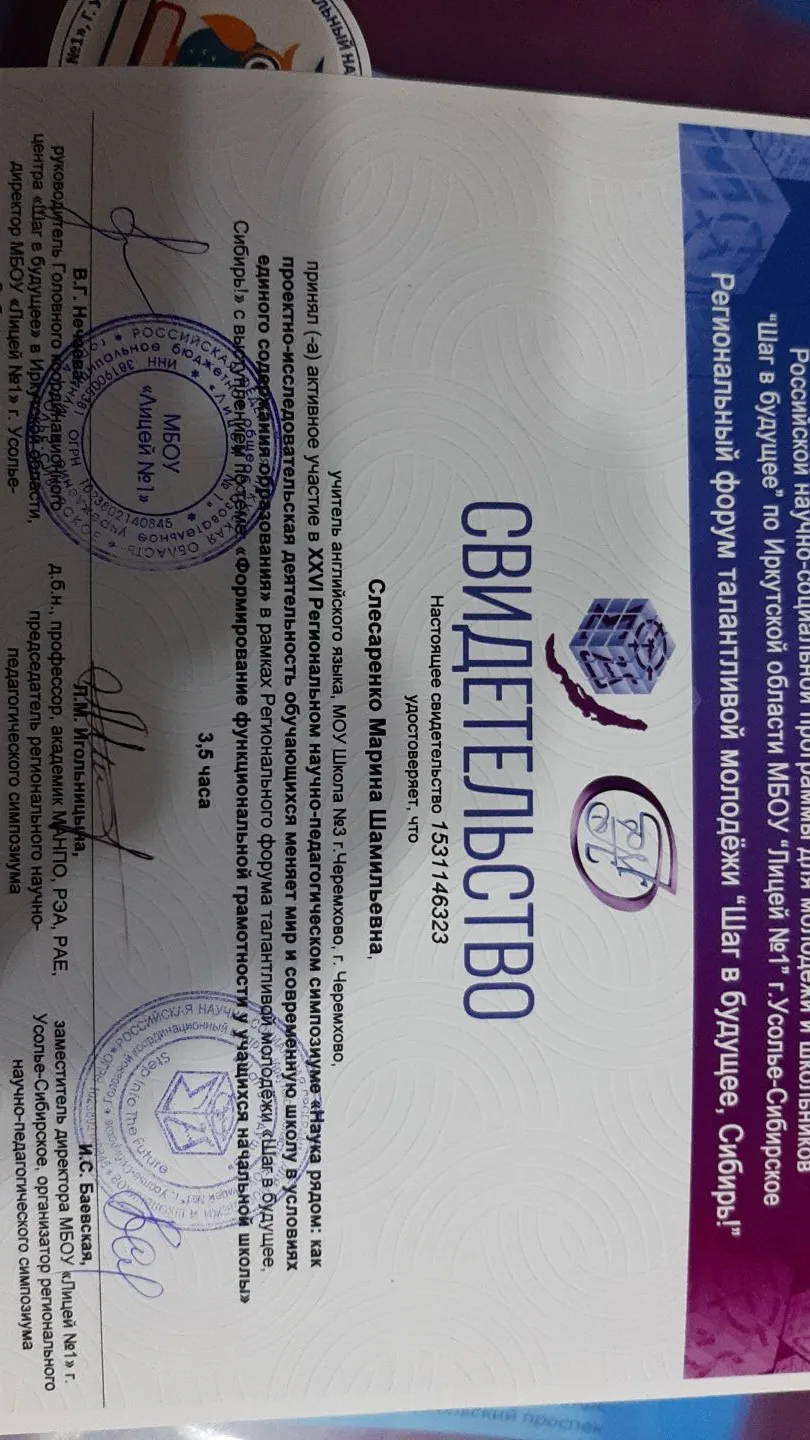 Российской научно-социальной программы для молодёжи и школьников
"Шаг в будущее" по Иркутской области МБОУ "Лицей №1" г.Усолье-Сибирское
Региональный форум талантливой молодёжи "Шаг в будущее, Сибирь!"
СВИДЕТЕЛЬСТВО
Настоящее свидетельство 1531146323
удостоверяет, что
Слесаренко Марина Шамильевна,
учитель английского языка, МОУ Школа №3 г.Черемхово, г. Черемхово,
принял (-а) активное участие в XXVI Региональном научно-педагогическом симпозиуме «Наука рядом: как
проектно-исследовательская деятельность обучающихся меняет мир и современную школу в условиях
единого содержания образования» в рамках Регионального форума талантливой молодёжи «Шаг в будущее,
Сибирь!» с выступлением по теме «Формирование функциональной грамотности у учащихся начальной школы»
3,5 часа
В.Г. Нечаева,
руководитель Головного координационного
центра «Шаг в будущее» в Иркутской области,
директор МБОУ «Лицей №1» г. Усолье-
Л.М. Игольницына,
д.б.н., профессор, академик МАНПО, РЭА, РАЕ,
председатель регионального научно-
педагогического симпозиума
И.С. Баевская,
заместитель директора МБОУ «Лицей №1» г.
Усолье-Сибирское, организатор регионального
научно-педагогического симпозиума
МБОУ
«Лицей №1»
ОГРН 1023802140845
Step Into The Future